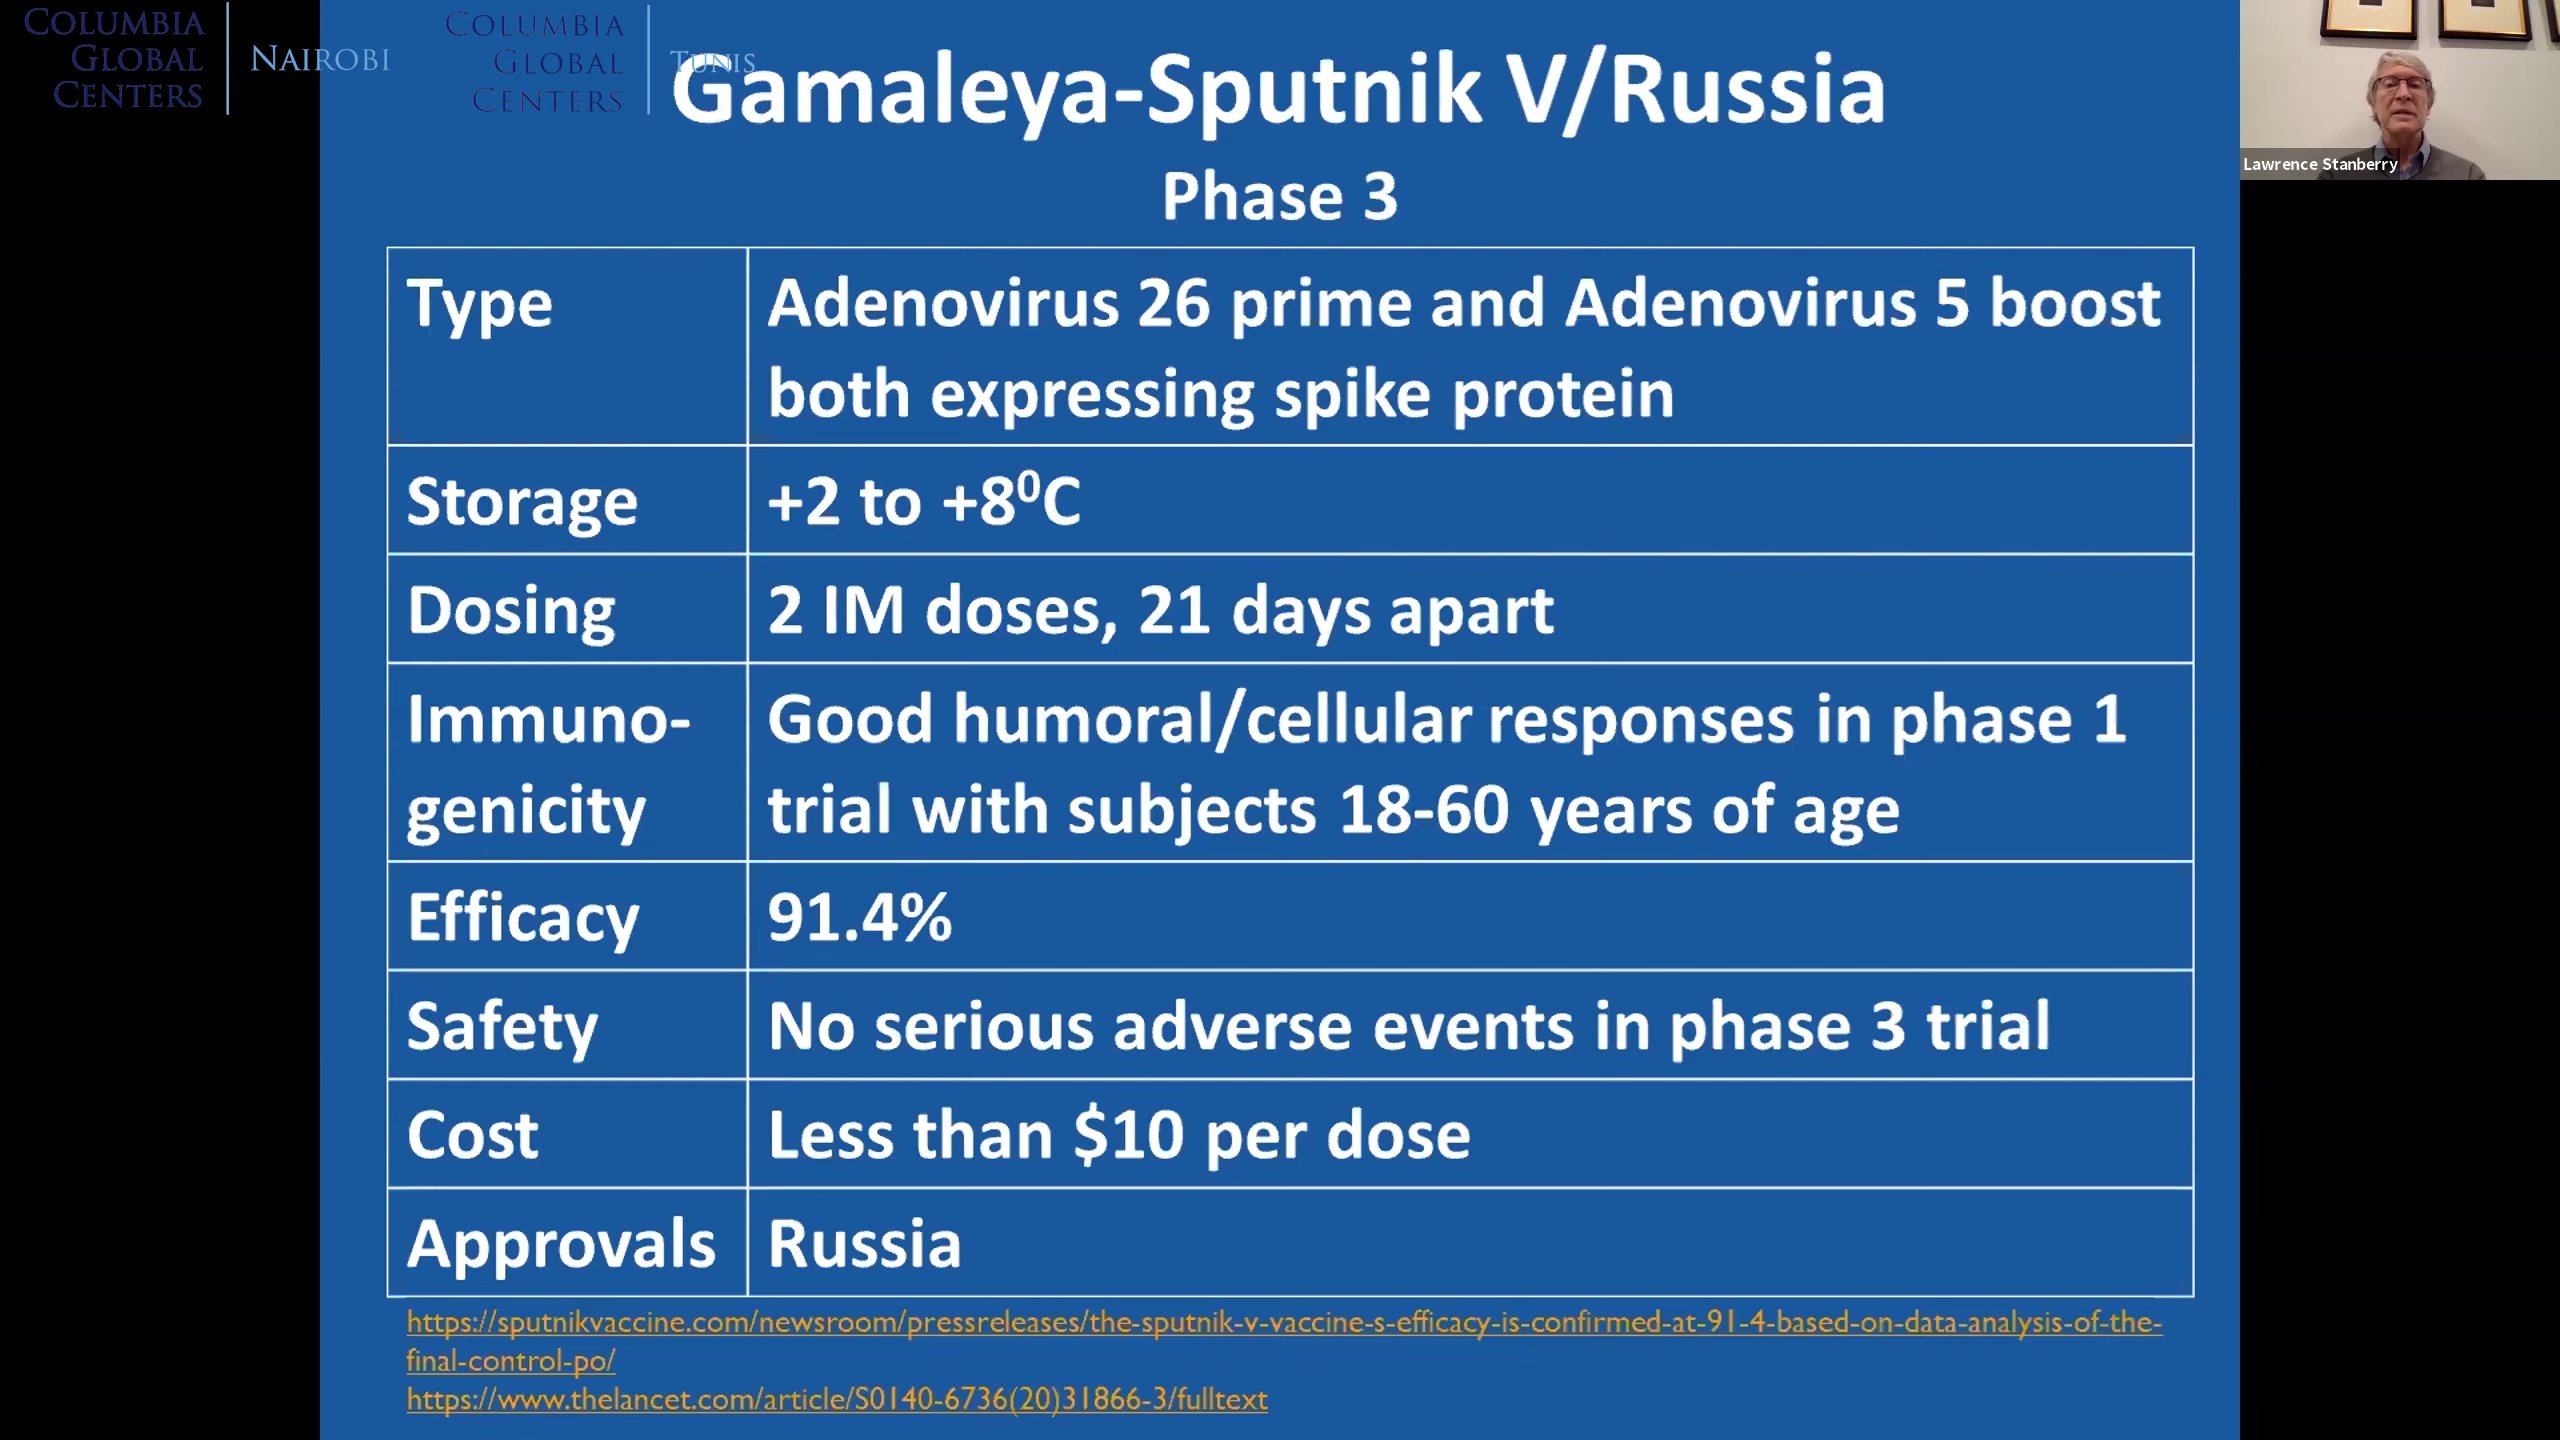 COLUMBIA
GLOBAL
CENTERS
NAIROBI
COLUMBIA
GLOBAL
CENTERS
TUNIS
Gamaleya-Sputnik V/Russia
Phase 3
Lawrence Stanberry
Type
Adenovirus 26 prime and Adenovirus 5 boost
both expressing spike protein
Storage
+2 to +8⁰C
Dosing
2 IM doses, 21 days apart
Immuno-
genicity
Good humoral/cellular responses in phase 1
trial with subjects 18-60 years of age
Efficacy
91.4%
Safety
No serious adverse events in phase 3 trial
Cost
Less than $10 per dose
Approvals
Russia
https://sputnikvaccine.com/newsroom/pressreleases/the-sputnik-v-vaccine-s-efficacy-is-confirmed-at-91-4-based-on-data-analysis-of-the-
final-control-po/
https://www.thelancet.com/article/S0140-6736(20)31866-3/fulltext